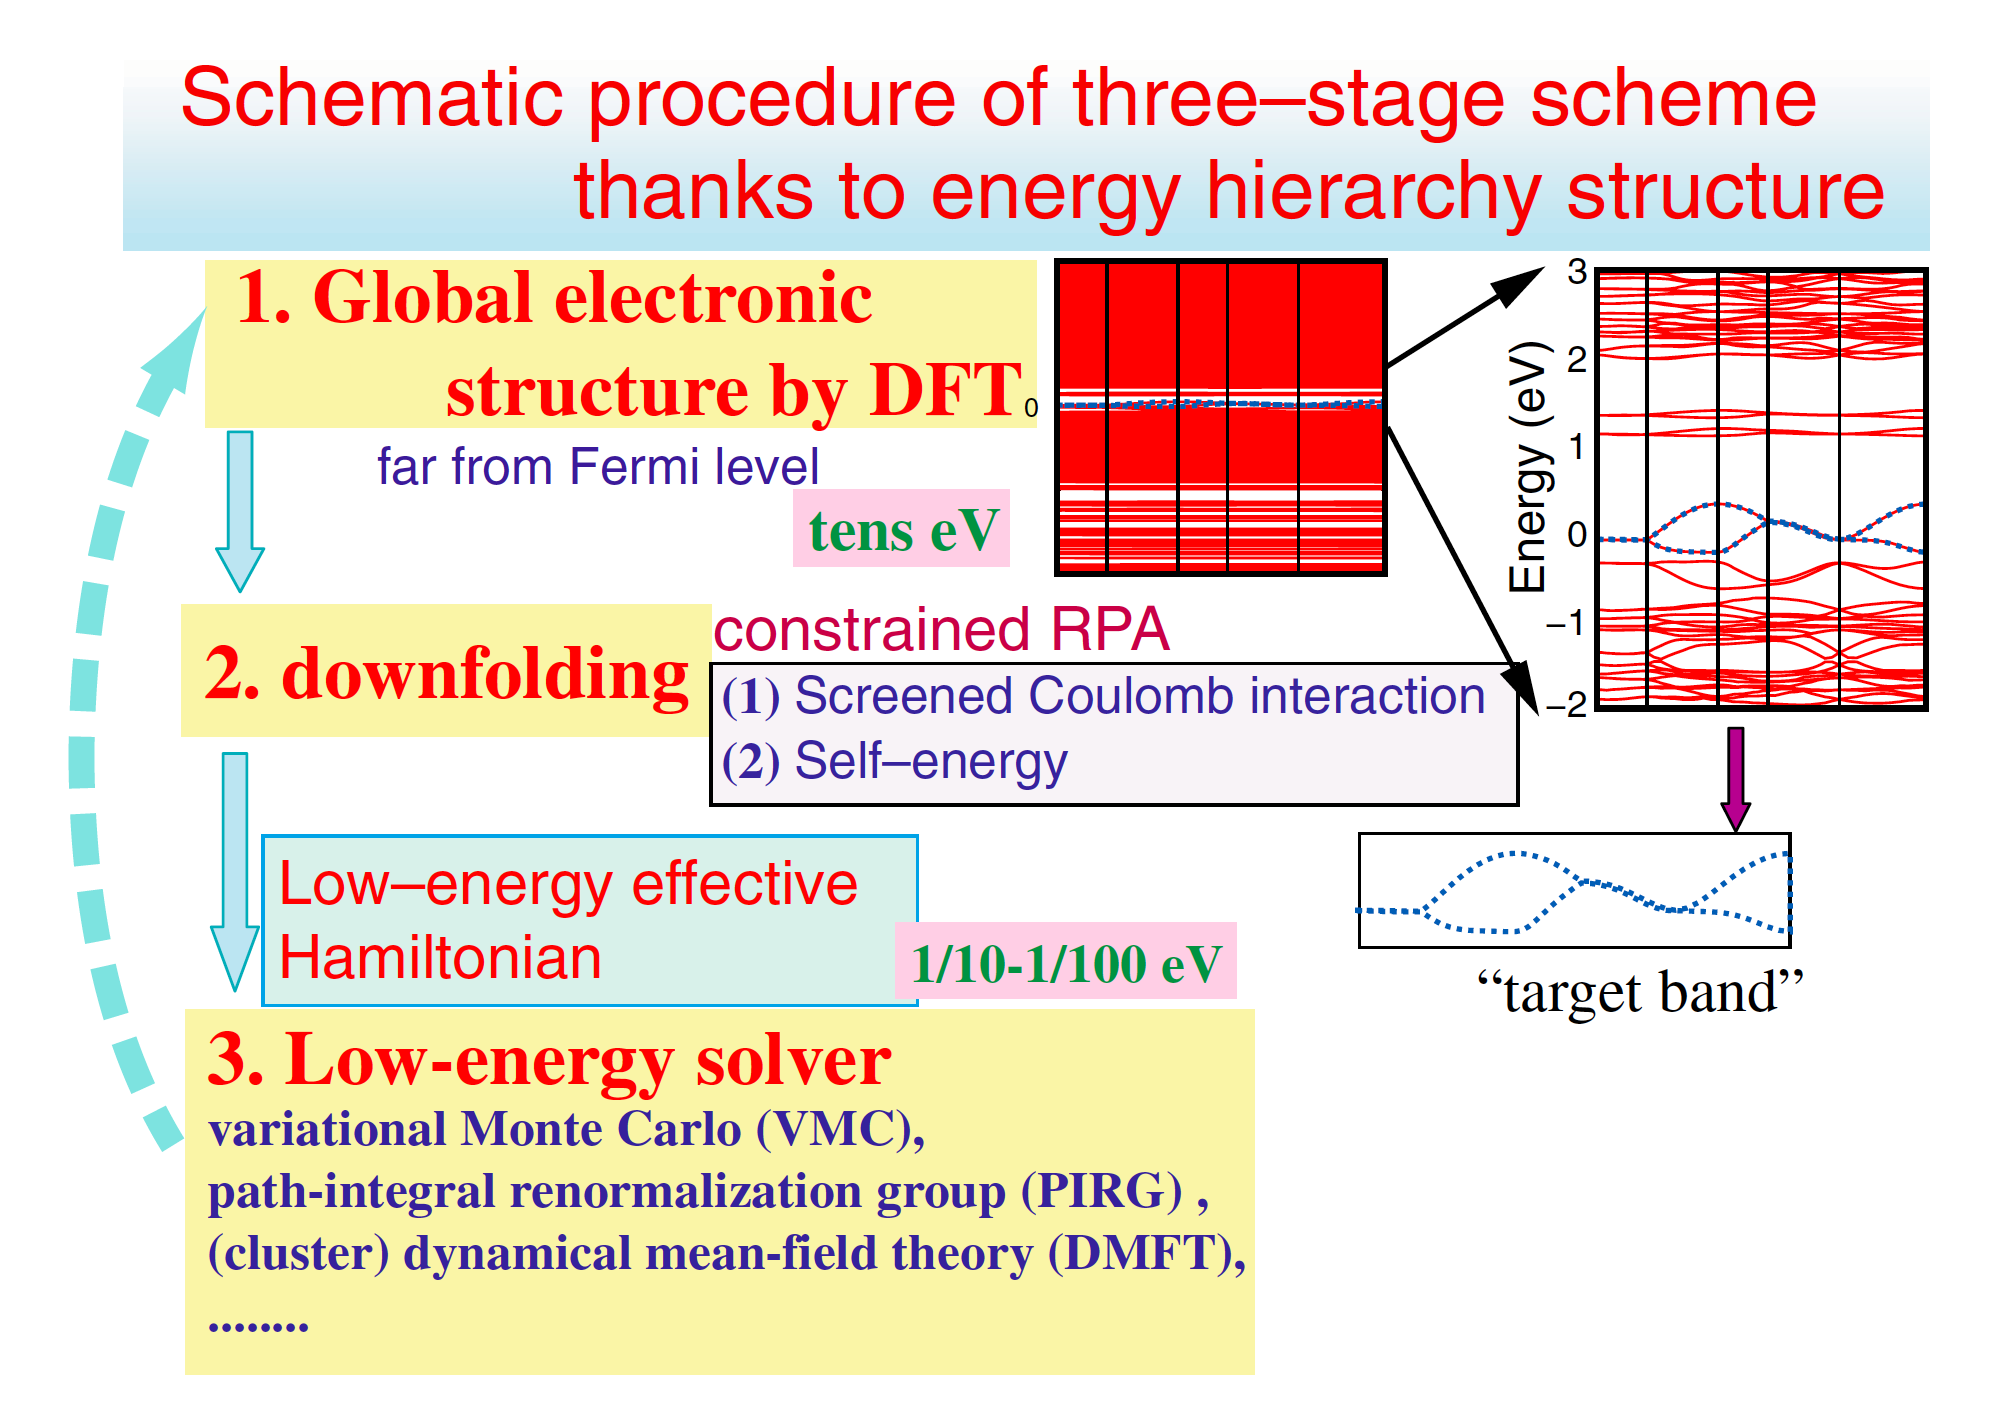 Schematic procedure of three–stage scheme
thanks to energy hierarchy structure
1. Global electronic
structure by DFT
far from Fermi level
tens eV
0
3
2
1
0
−1
−2
Energy (eV)
2. downfolding
constrained RPA
(1) Screened Coulomb interaction
(2) Self–energy
Low–energy effective
Hamiltonian
1/10-1/100 eV
“target band”
3. Low-energy solver
variational Monte Carlo (VMC),
path-integral renormalization group (PIRG) ,
(cluster) dynamical mean-field theory (DMFT),
........